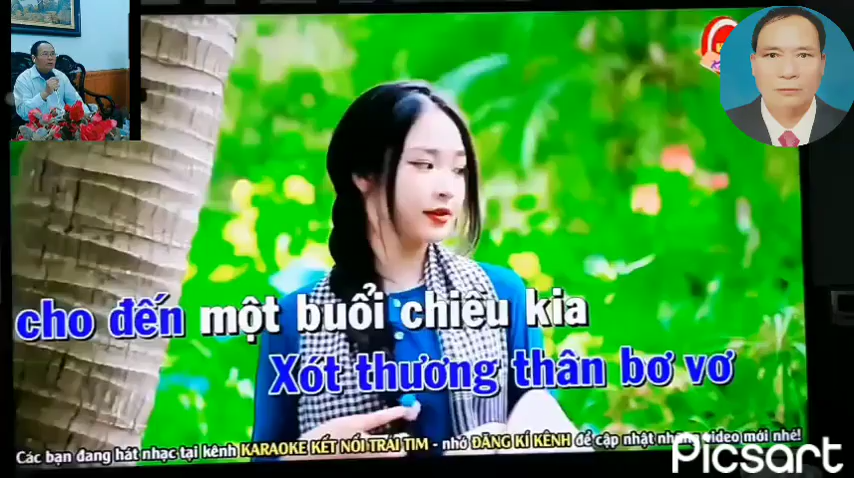 cho đến một buổi chiều kia
Xót thương thân bơ vơ
Các bạn đang hát nhạc tại kênh KARAOKE KẾT NỐI TRÁI TIM - nhớ ĐĂNG KÍ KÊNH để cập nhật những video mới nhé!
Picsart